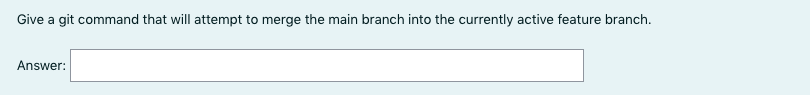 Give a git command that will attempt to merge the main branch into the currently active feature branch.
Answer: